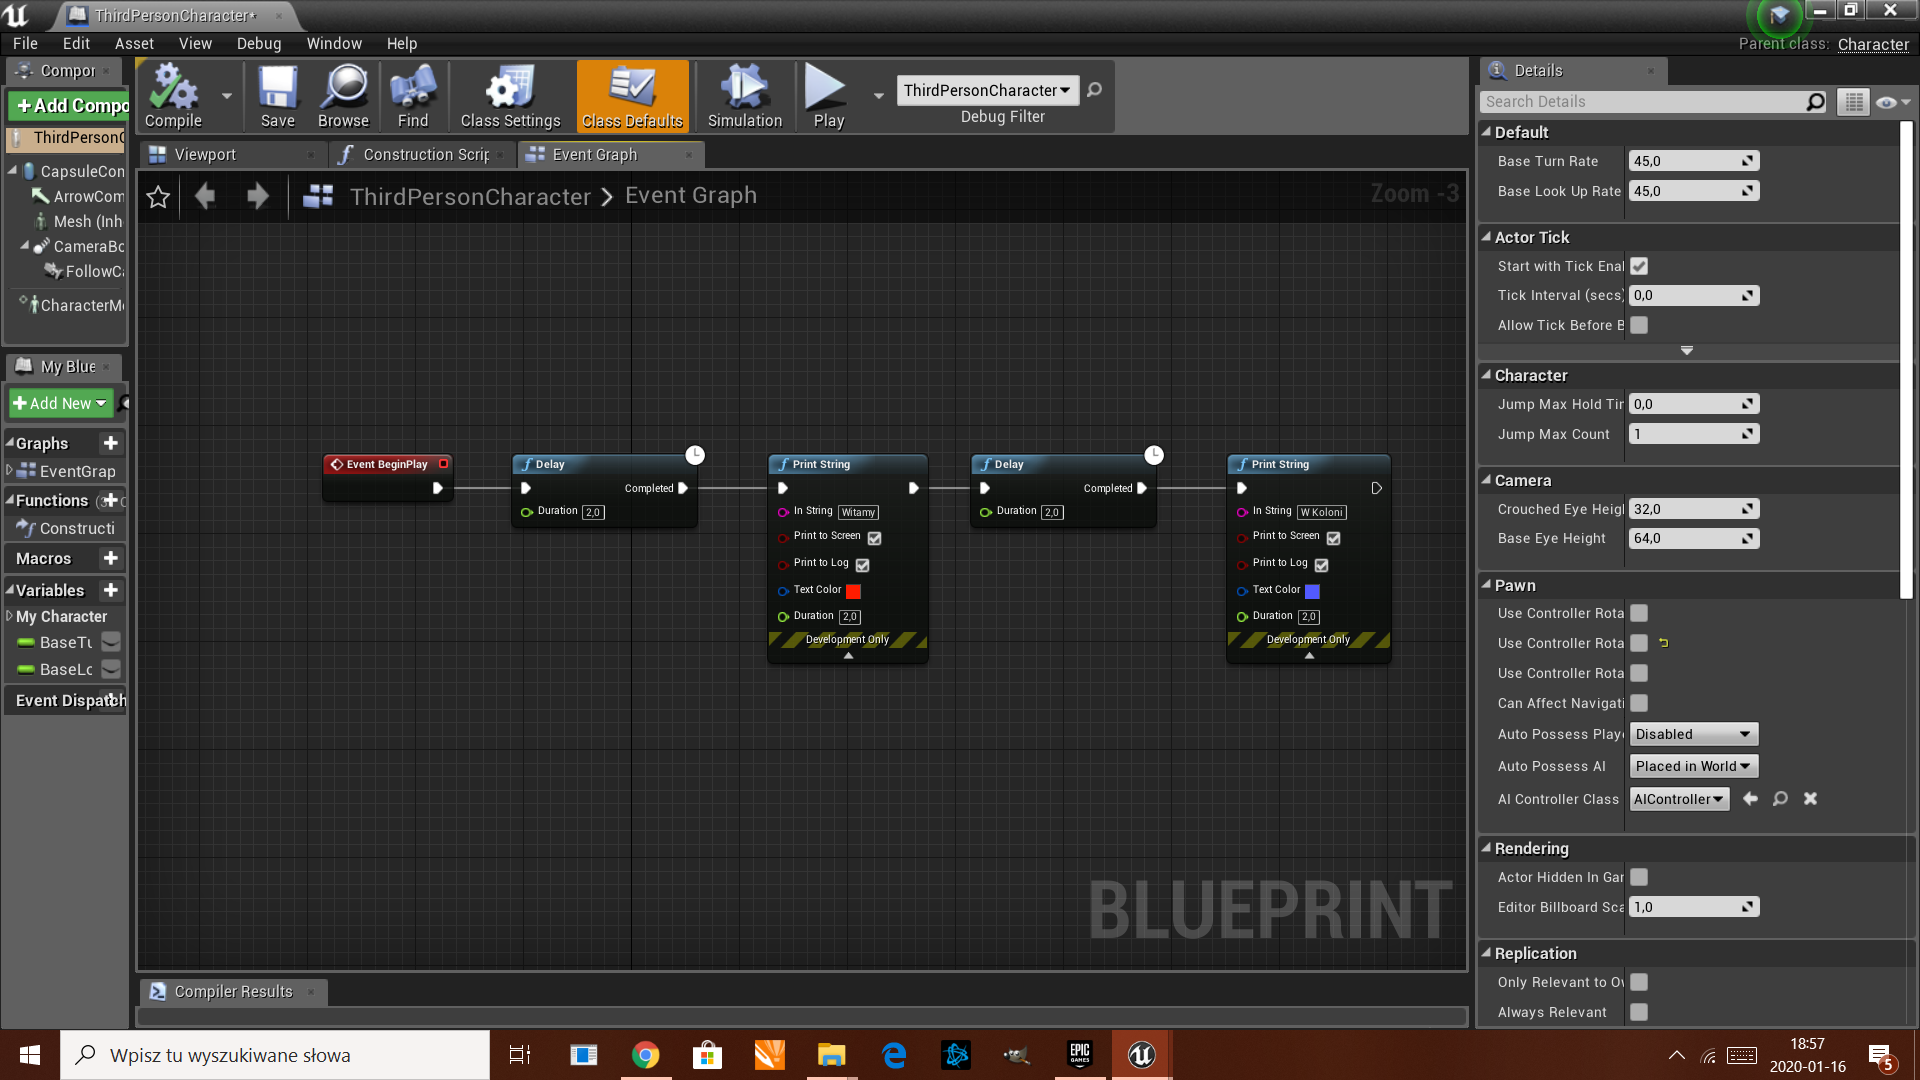 ThirdPersonCharacter*
File Edit Asset View Debug Window Help
Parent class: Character
Compor
+Add Compo
ThirdPersonC
CapsuleCon
ArrowCom
Mesh (Inh
CameraBo
FollowCa
CharacterMo
Compile Save Browse Find Class Settings Class Defaults Simulation Play
ThirdPersonCharacter
Debug Filter
Viewport Construction Scrip Event Graph
ThirdPersonCharacter > Event Graph
Zoom -3
My Blue
+Add New
Graphs
EventGrap
Functions
Constructi
Macros
Variables
My Character
BaseTu
BaseLo
Event Dispatch
Event BeginPlay
Delay
Completed
Duration 2,0
Print String
In String Witamy
Print to Screen
Print to Log
Text Color
Duration 2,0
Development Only
Delay
Completed
Duration 2,0
Print String
In String W Koloni
Print to Screen
Print to Log
Text Color
Duration 2,0
Development Only
BLUEPRINT
Compiler Results
Details
Search Details
Default
Base Turn Rate 45,0
Base Look Up Rate 45,0
Actor Tick
Start with Tick Enal
Tick Interval (secs) 0,0
Allow Tick Before B
Character
Jump Max Hold Tir 0,0
Jump Max Count 1
Camera
Crouched Eye Heigl 32,0
Base Eye Height 64,0
Pawn
Use Controller Rota
Use Controller Rota
Use Controller Rota
Can Affect Navigati
Auto Possess Playe Disabled
Auto Possess AI Placed in World
AI Controller Class AIController
Rendering
Actor Hidden In Gar
Editor Billboard Sca 1,0
Replication
Only Relevant to Ov
Always Relevant
Wpisz tu wyszukiwane słowa
EPIC
GAMES
18:57
2020-01-16
5